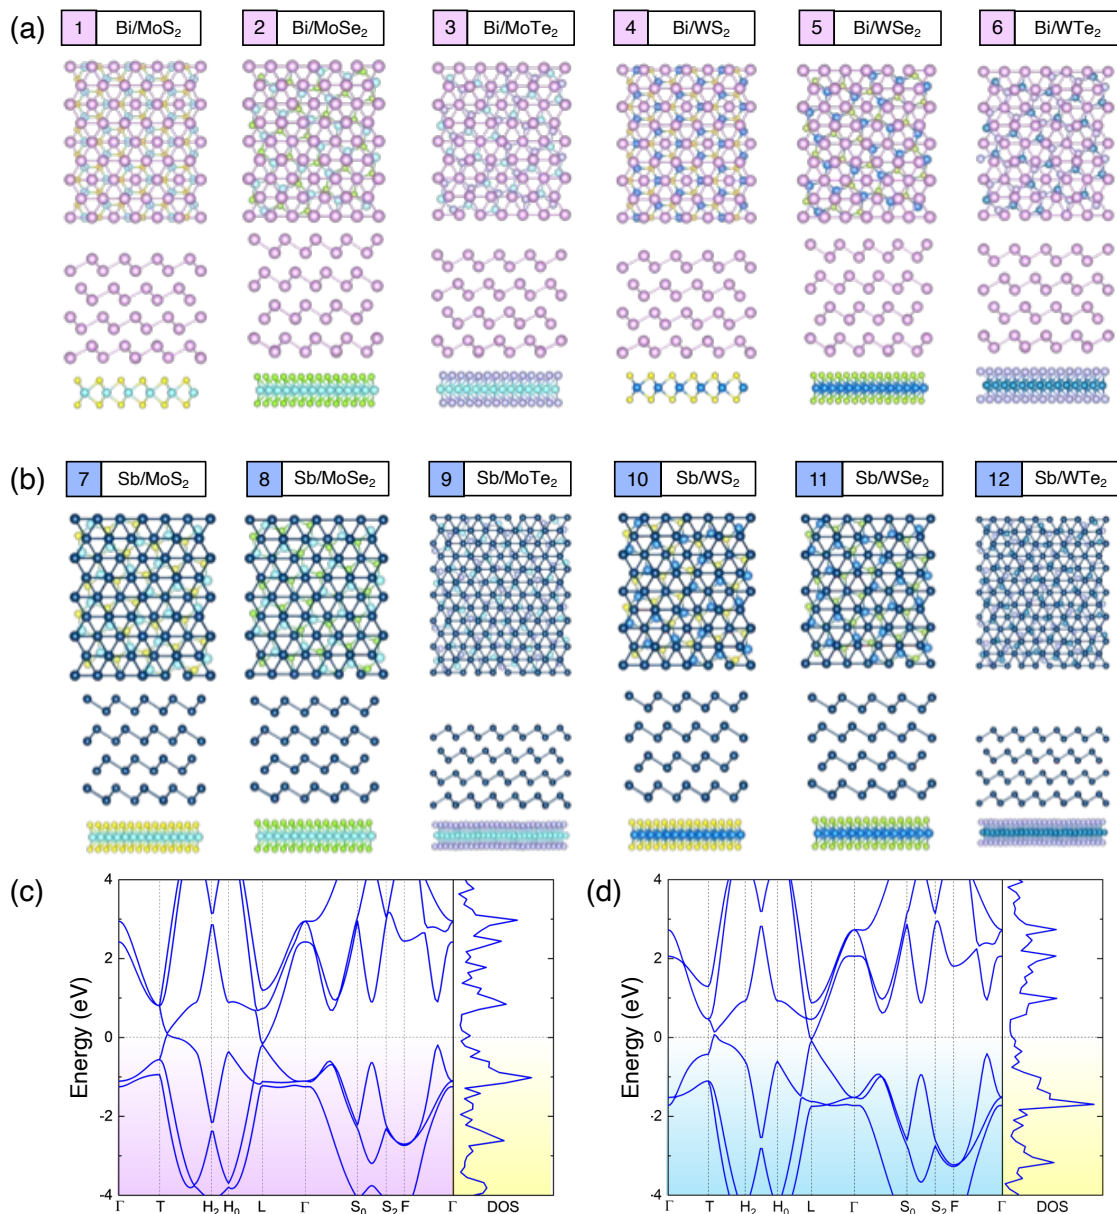 (a)
1 Bi/MoS₂
2 Bi/MoSe₂
3 Bi/MoTe₂
4 Bi/WS₂
5 Bi/WSe₂
6 Bi/WTe₂
(b)
7 Sb/MoS₂
8 Sb/MoSe₂
9 Sb/MoTe₂
10 Sb/WS₂
11 Sb/WSe₂
12 Sb/WTe₂
(c)
Energy (eV)
4
2
0
-2
-4
Γ T H₂ H₀ L Γ S₀ S₂ F Γ DOS
(d)
Energy (eV)
4
2
0
-2
-4
Γ T H₂ H₀ L Γ S₀ S₂ F Γ DOS